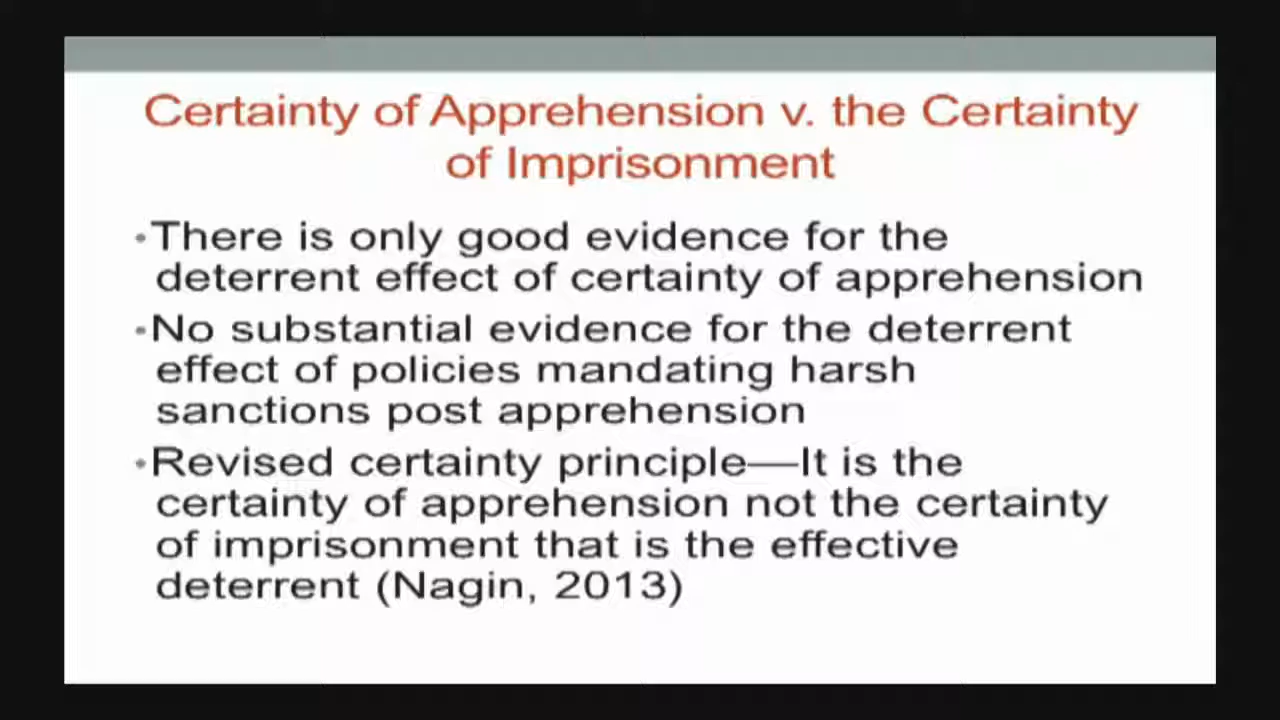 Certainty of Apprehension v. the Certainty
of Imprisonment
•There is only good evidence for the
deterrent effect of certainty of apprehension
•No substantial evidence for the deterrent
effect of policies mandating harsh
sanctions post apprehension
•Revised certainty principle—It is the
certainty of apprehension not the certainty
of imprisonment that is the effective
deterrent (Nagin, 2013)